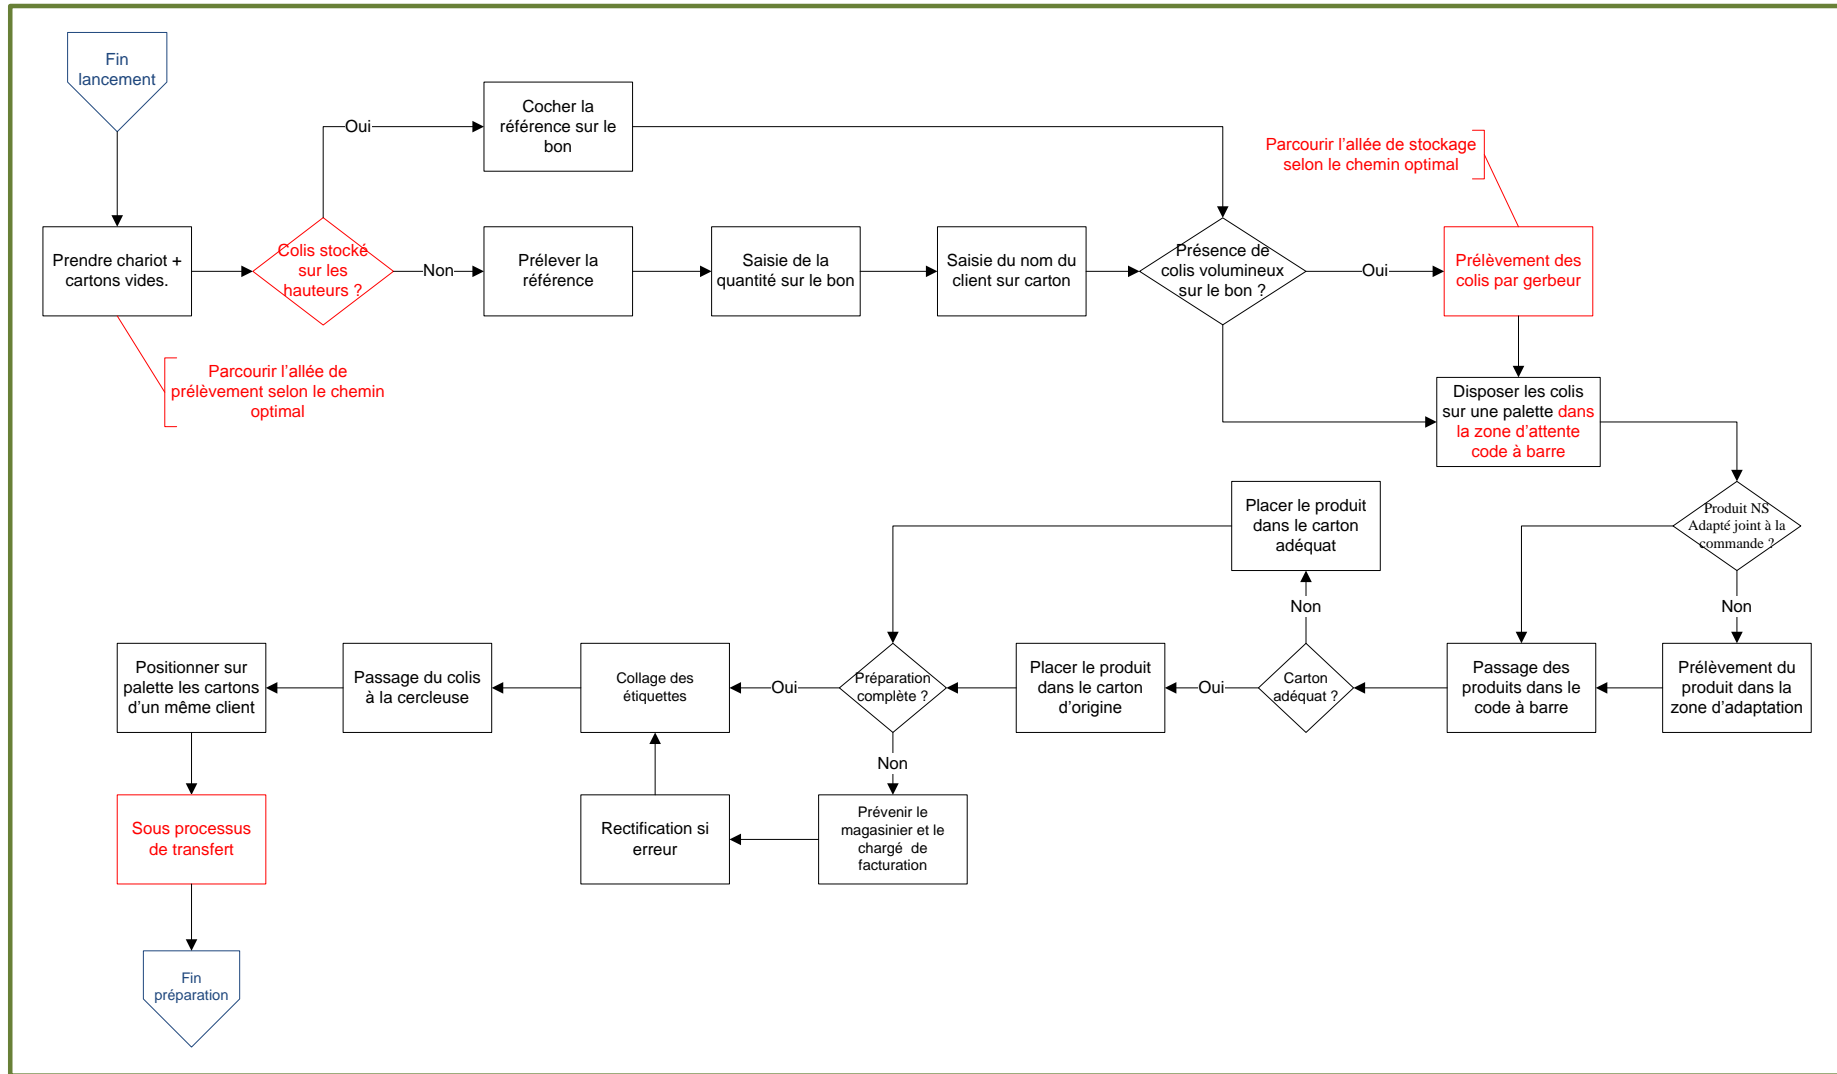 Fin
lancement
Cocher la
référence sur le
bon
Oui
Parcourir l’allée de stockage
selon le chemin optimal
Prendre chariot +
cartons vides.
Colis stocké
sur les
hauteurs ?
Non
Prélever la
référence
Saisie de la
quantité sur le bon
Saisie du nom du
client sur carton
Présence de
colis volumineux
sur le bon ?
Oui
Prélèvement des
colis par gerbeur
Parcourir l’allée de
prélèvement selon le chemin
optimal
Disposer les colis
sur une palette dans
la zone d’attente
code à barre
Produit NS
Adapté joint à la
commande ?
Placer le produit
dans le carton
adéquat
Non
Non
Positionner sur
palette les cartons
d’un même client
Passage du colis
à la cercleuse
Collage des
étiquettes
Oui
Préparation
complète ?
Placer le produit
dans le carton
d’origine
Oui
Carton
adéquat ?
Passage des
produits dans le
code à barre
Prélèvement du
produit dans la
zone d’adaptation
Non
Sous processus
de transfert
Rectification si
erreur
Prévenir le
magasinier et le
chargé  de
facturation
Fin
préparation